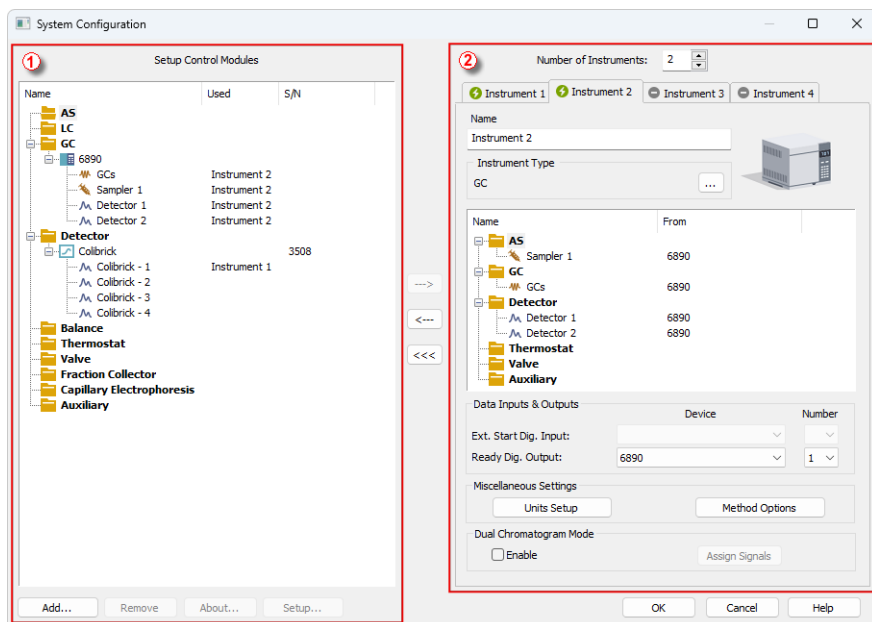 System Configuration
1
Setup Control Modules
Name Used S/N
AS
LC
GC
6890
GCs Instrument 2
Sampler 1 Instrument 2
Detector 1 Instrument 2
Detector 2 Instrument 2
Detector
Colibrick 3508
Colibrick - 1 Instrument 1
Colibrick - 2
Colibrick - 3
Colibrick - 4
Balance
Thermostat
Valve
Fraction Collector
Capillary Electrophoresis
Auxiliary
Add... Remove About... Setup...
--->
<---
<<<
2
Number of Instruments: 2
Instrument 1 Instrument 2 Instrument 3 Instrument 4
Name
Instrument 2
Instrument Type
GC ...
Name From
AS
Sampler 1 6890
GC
GCs 6890
Detector
Detector 1 6890
Detector 2 6890
Thermostat
Valve
Auxiliary
Data Inputs & Outputs
Device Number
Ext. Start Dig. Input:
Ready Dig. Output: 6890 1
Miscellaneous Settings
Units Setup Method Options
Dual Chromatogram Mode
Enable Assign Signals
OK Cancel Help